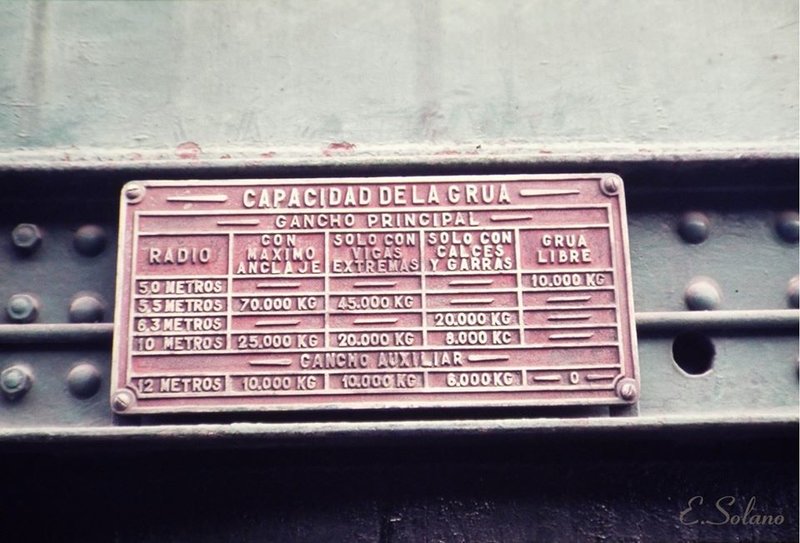 CAPACIDAD DE LA GRUA
GANCHO PRINCIPAL
RADIO CON MAXIMO ANCLAJE SOLO CON VIGAS EXTREMAS SOLO CON CALCES Y GARRAS GRUA LIBRE
5,0 METROS — — — 10.000 KG
5,5 METROS 70.000 KG 45.000 KG — —
6,3 METROS — — 20.000 KG —
10 METROS 25.000 KG 20.000 KG 8.000 KG —
GANCHO AUXILIAR
12 METROS 10.000 KG 10.000 KG 6.000 KG — 0 —
E.Solano